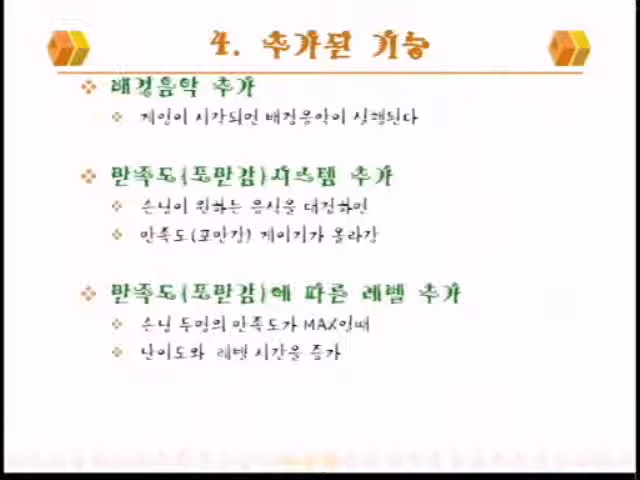 4. 추가된 기능
배경음악 추가
게임이 시작되면 배경음악이 실행된다
만족도(포만감)시스템 추가
손님이 원하는 음식을 대접하면
만족도(포만감) 게이지가 올라감
만족도(포만감)에 따른 레벨 추가
손님 두명의 만족도가 MAX일때
난이도와 레벨 시간을 증가